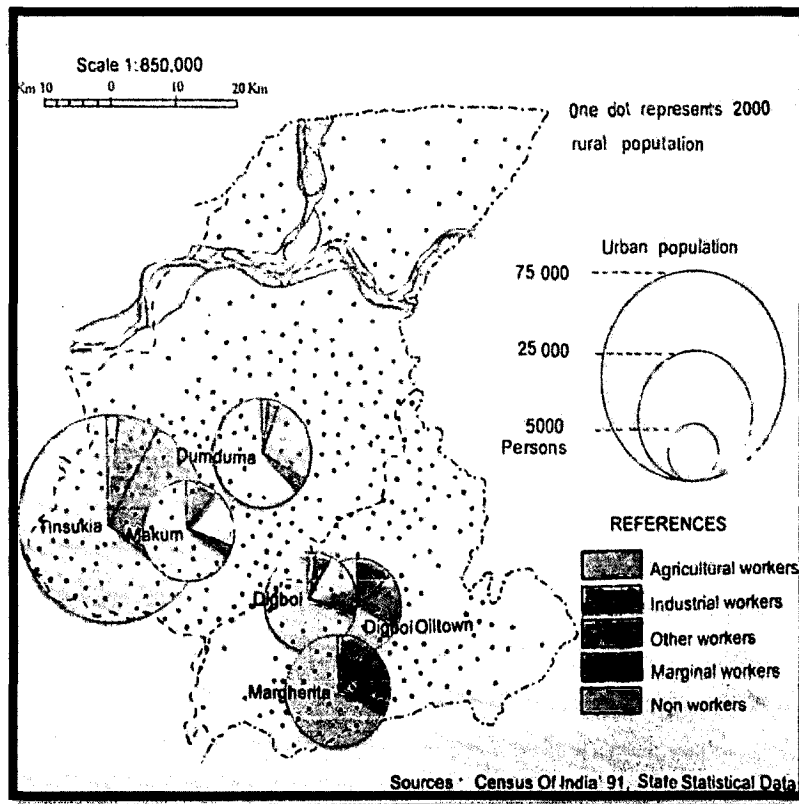 Scale 1:850,000
Km 10 0 10 20 Km
One dot represents 2000
rural population
Urban population
75 000
25 000
5000
Persons
Dumduma
Tinsukia
Makum
Digboi
Digboi Oiltown
Margherita
REFERENCES
Agricultural workers
Industrial workers
Other workers
Marginal workers
Non workers
Sources : Census Of India' 91, State Statistical Data